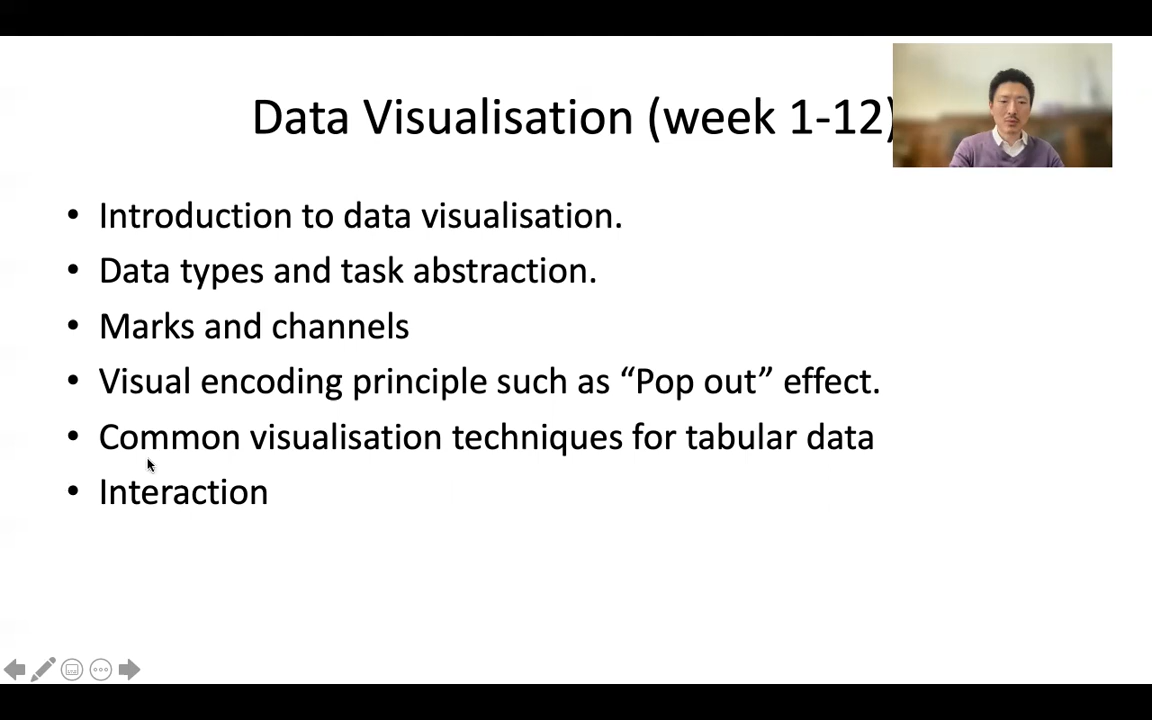 Data Visualisation (week 1-12)
• Introduction to data visualisation.
• Data types and task abstraction.
• Marks and channels
• Visual encoding principle such as “Pop out” effect.
• Common visualisation techniques for tabular data
• Interaction